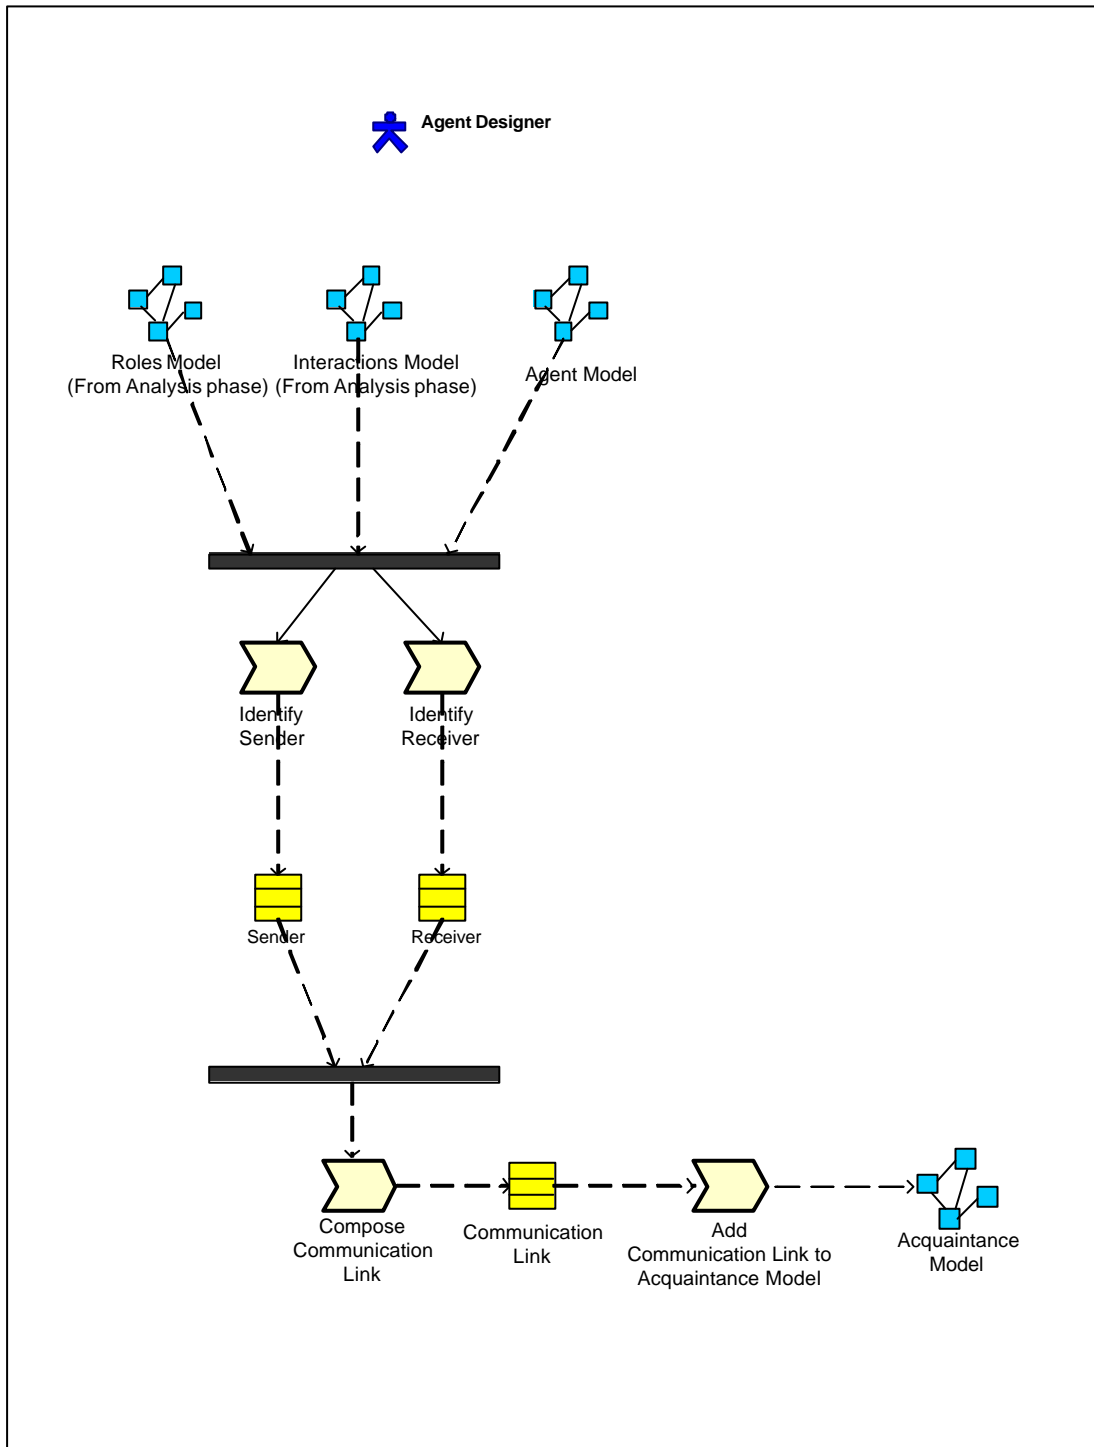 Agent Designer
Roles Model
(From Analysis phase)
Interactions Model
(From Analysis phase)
Agent Model
Identify
Sender
Identify
Receiver
Sender
Receiver
Compose
Communication
Link
Communication
Link
Add
Communication Link to
Acquaintance Model
Acquaintance
Model